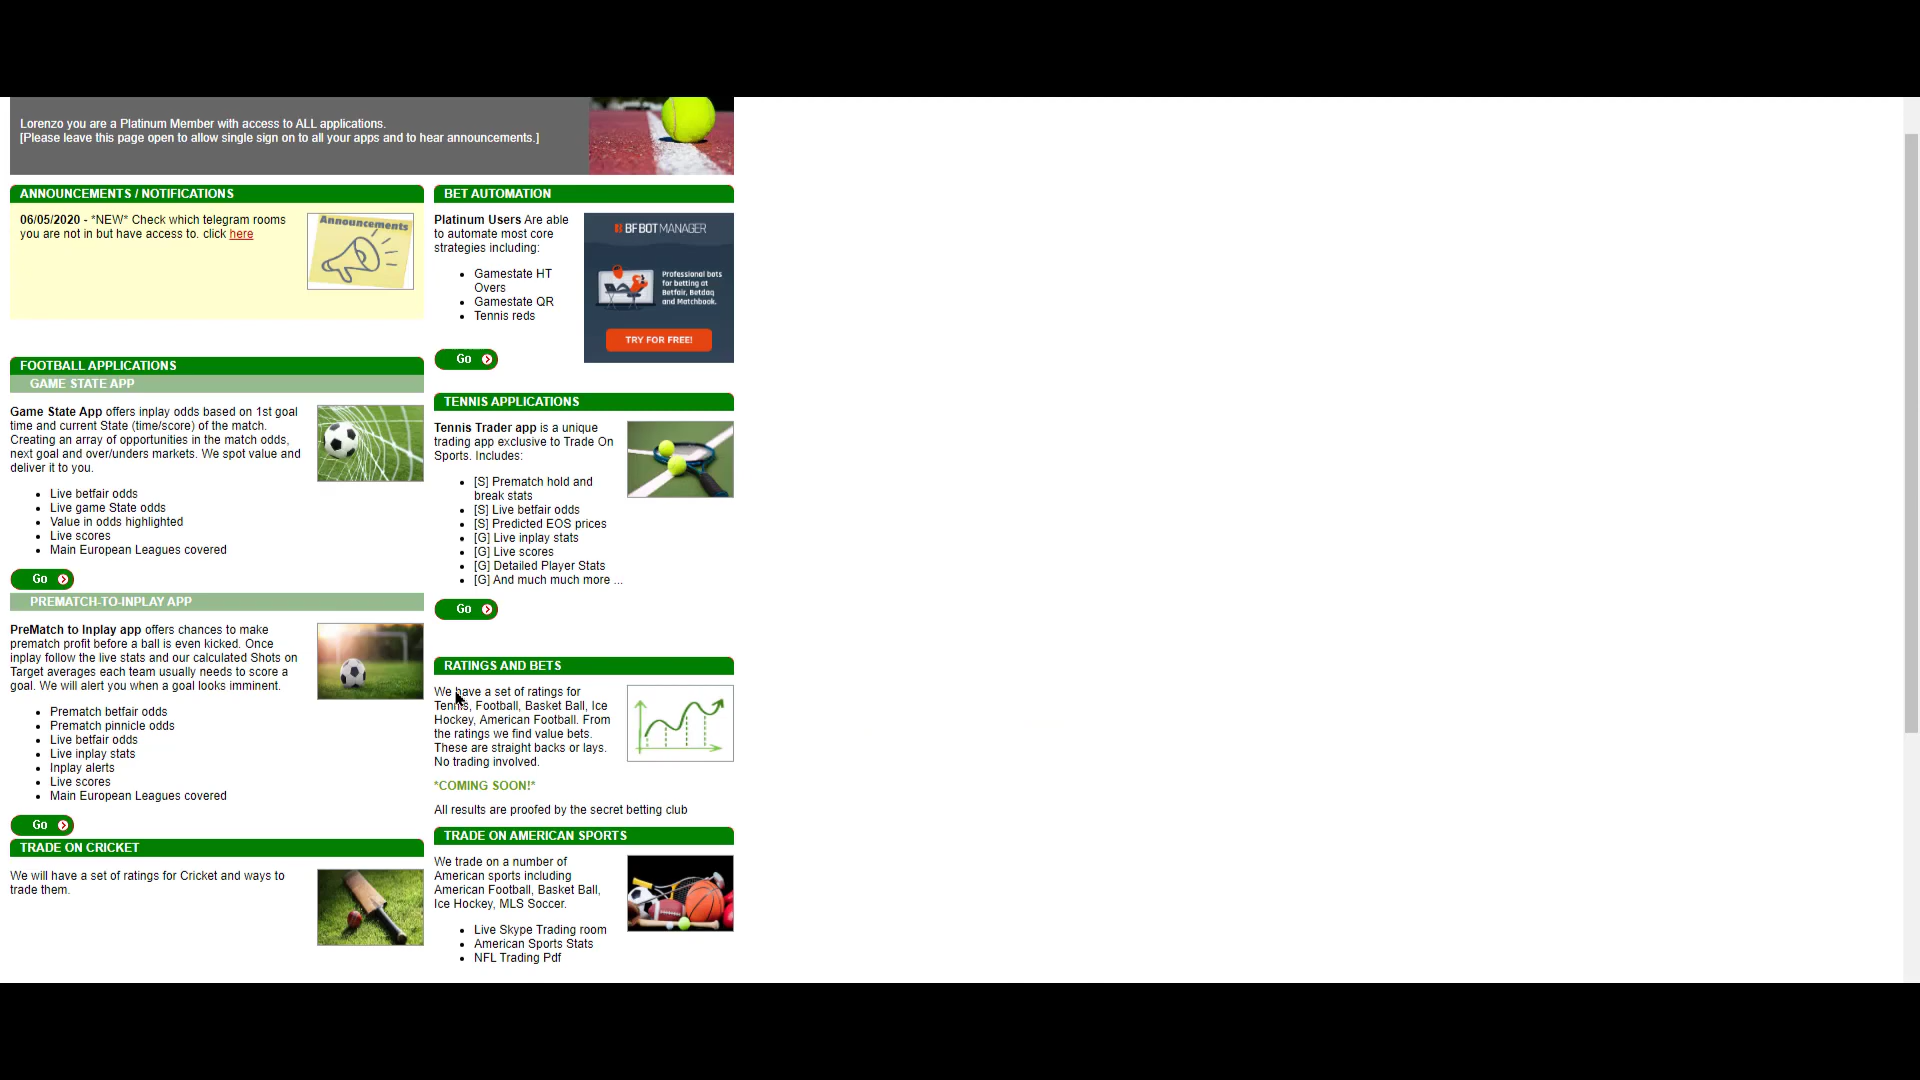 Lorenzo you are a Platinum Member with access to ALL applications.
[Please leave this page open to allow single sign on to all your apps and to hear announcements.]
ANNOUNCEMENTS / NOTIFICATIONS
06/05/2020 - *NEW* Check which telegram rooms
you are not in but have access to. click here
Announcements
FOOTBALL APPLICATIONS
GAME STATE APP
Game State App offers inplay odds based on 1st goal
time and current State (time/score) of the match.
Creating an array of opportunities in the match odds,
next goal and over/unders markets. We spot value and
deliver it to you.
• Live betfair odds
• Live game State odds
• Value in odds highlighted
• Live scores
• Main European Leagues covered
Go
PREMATCH-TO-INPLAY APP
PreMatch to Inplay app offers chances to make
prematch profit before a ball is even kicked. Once
inplay follow the live stats and our calculated Shots on
Target averages each team usually needs to score a
goal. We will alert you when a goal looks imminent.
• Prematch betfair odds
• Prematch pinnicle odds
• Live betfair odds
• Live inplay stats
• Inplay alerts
• Live scores
• Main European Leagues covered
Go
TRADE ON CRICKET
We will have a set of ratings for Cricket and ways to
trade them.
BET AUTOMATION
Platinum Users Are able
to automate most core
strategies including:
• Gamestate HT
Overs
• Gamestate QR
• Tennis reds
Go
BF BOT MANAGER
Professional bots
for betting at
Betfair, Betdaq
and Matchbook.
TRY FOR FREE!
TENNIS APPLICATIONS
Tennis Trader app is a unique
trading app exclusive to Trade On
Sports. Includes:
• [S] Prematch hold and
break stats
• [S] Live betfair odds
• [S] Predicted EOS prices
• [G] Live inplay stats
• [G] Live scores
• [G] Detailed Player Stats
• [G] And much much more ...
Go
RATINGS AND BETS
We have a set of ratings for
Tennis, Football, Basket Ball, Ice
Hockey, American Football. From
the ratings we find value bets.
These are straight backs or lays.
No trading involved.
*COMING SOON!*
All results are proofed by the secret betting club
TRADE ON AMERICAN SPORTS
We trade on a number of
American sports including
American Football, Basket Ball,
Ice Hockey, MLS Soccer.
• Live Skype Trading room
• American Sports Stats
• NFL Trading Pdf